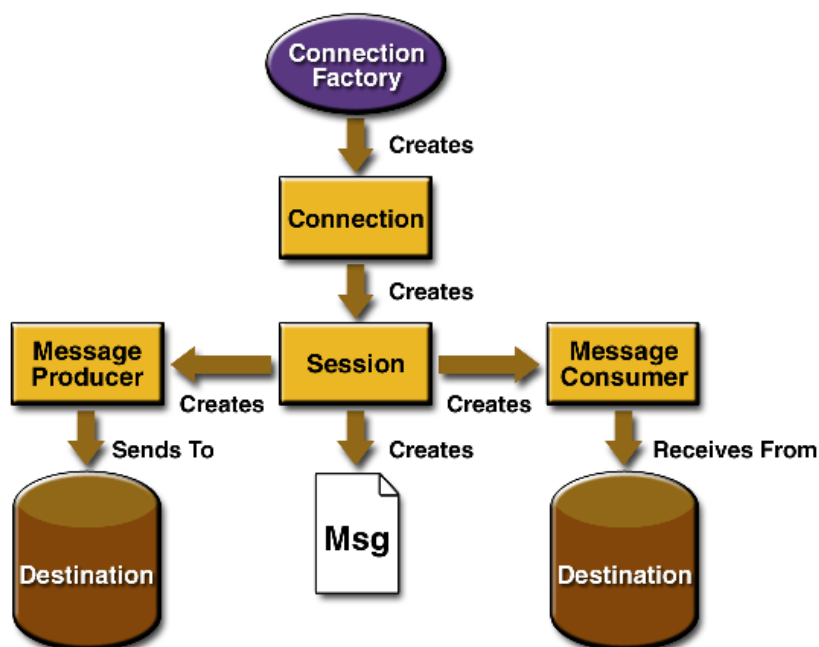 Connection
Factory
Creates
Connection
Creates
Message
Producer
Session
Message
Consumer
Creates
Creates
Sends To
Creates
Receives From
Msg
Destination
Destination